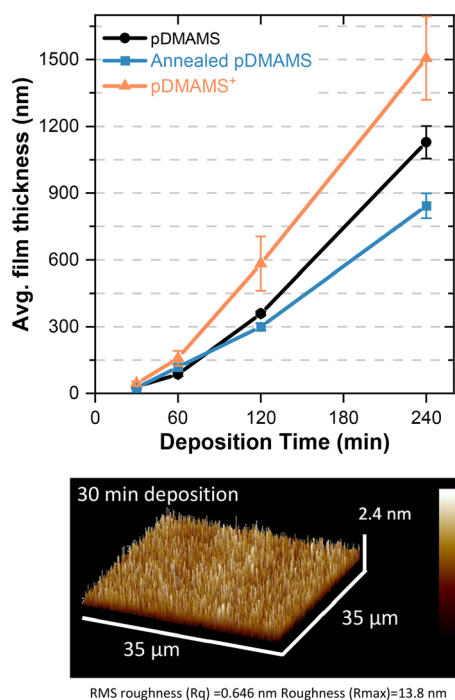 pDMAMS
Annealed pDMAMS
pDMAMS⁺
Avg. film thickness (nm)
1500
1200
900
600
300
0
0 60 120 180 240
Deposition Time (min)
30 min deposition
2.4 nm
35 µm
35 µm
RMS roughness (Rq) =0.646 nm Roughness (Rmax)=13.8 nm